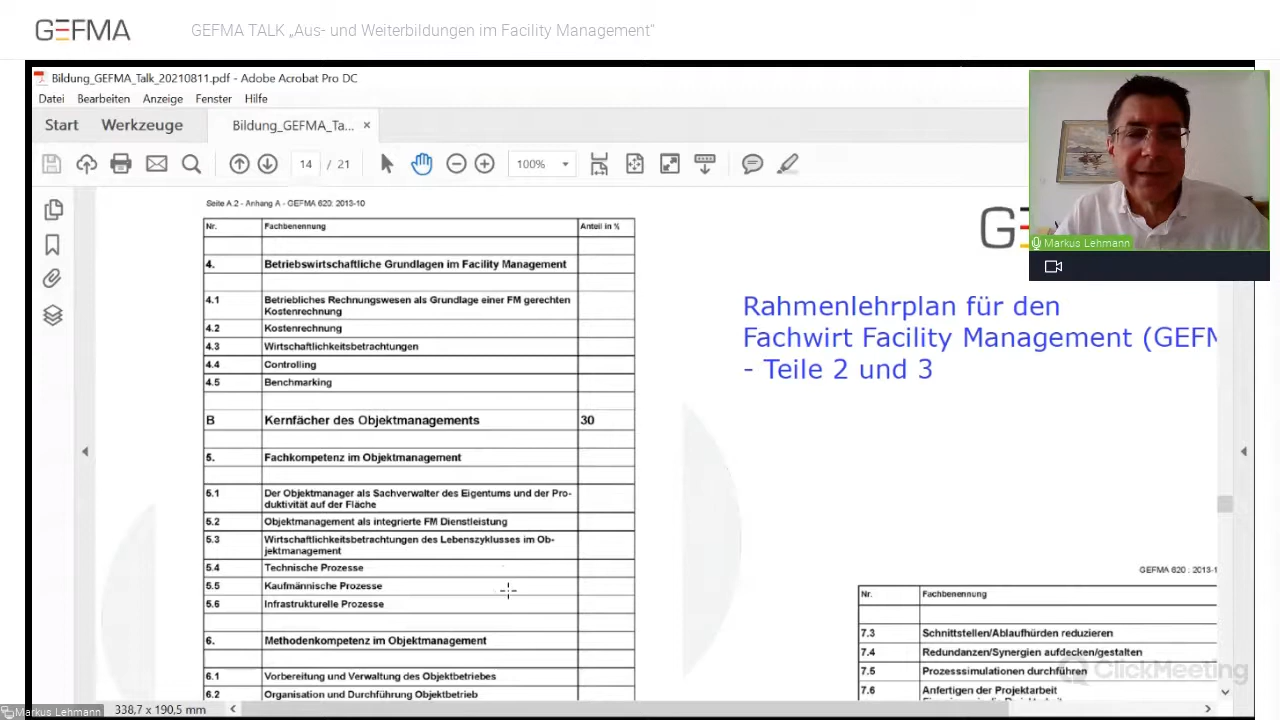 GEFMA
GEFMA TALK „Aus- und Weiterbildungen im Facility Management“
Bildung_GEFMA_Talk_20210811.pdf - Adobe Acrobat Pro DC
Datei Bearbeiten Anzeige Fenster Hilfe
Start Werkzeuge Bildung_GEFMA_Ta... ×
14 / 21 100%
Markus Lehmann
Seite A.2 - Anhang A - GEFMA 620: 2013-10
Nr. Fachbenennung Anteil in %
4. Betriebswirtschaftliche Grundlagen im Facility Management
4.1 Betriebliches Rechnungswesen als Grundlage einer FM gerechten
Kostenrechnung
4.2 Kostenrechnung
4.3 Wirtschaftlichkeitsbetrachtungen
4.4 Controlling
4.5 Benchmarking
B Kernfächer des Objektmanagements 30
5. Fachkompetenz im Objektmanagement
5.1 Der Objektmanager als Sachverwalter des Eigentums und der Pro-
duktivität auf der Fläche
5.2 Objektmanagement als integrierte FM Dienstleistung
5.3 Wirtschaftlichkeitsbetrachtungen des Lebenszyklusses im Ob-
jektmanagement
5.4 Technische Prozesse
5.5 Kaufmännische Prozesse
5.6 Infrastrukturelle Prozesse
6. Methodenkompetenz im Objektmanagement
6.1 Vorbereitung und Verwaltung des Objektbetriebes
6.2 Organisation und Durchführung Objektbetrieb
Rahmenlehrplan für den
Fachwirt Facility Management (GEFM
- Teile 2 und 3
GEFMA 620 : 2013-1
Nr. Fachbenennung
7.3 Schnittstellen/Ablaufhürden reduzieren
7.4 Redundanzen/Synergien aufdecken/gestalten
7.5 Prozesssimulationen durchführen
7.6 Anfertigen der Projektarbeit
ClickMeeting
Markus Lehmann 338,7 x 190,5 mm